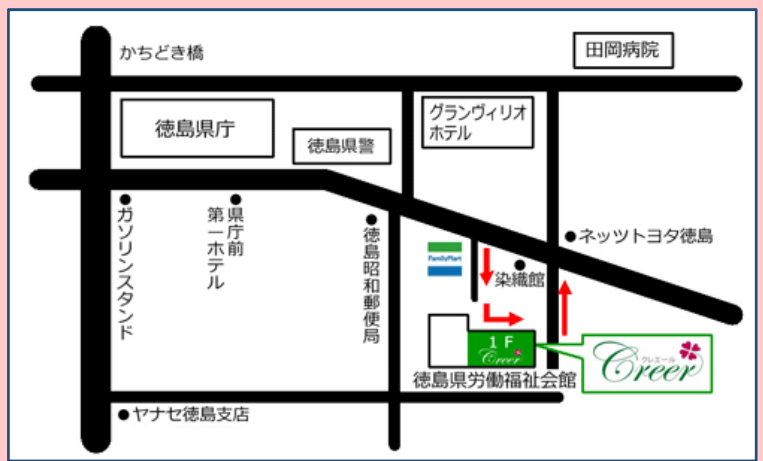 かちどき橋
田岡病院
徳島県庁
徳島県警
グランヴィリオ
ホテル
ガソリンスタンド
県庁前
第一ホテル
徳島昭和郵便局
FamilyMart
染織館
ネッツトヨタ徳島
1F
Creer
徳島県労働福祉会館
クレエール
Creer
ヤナセ徳島支店